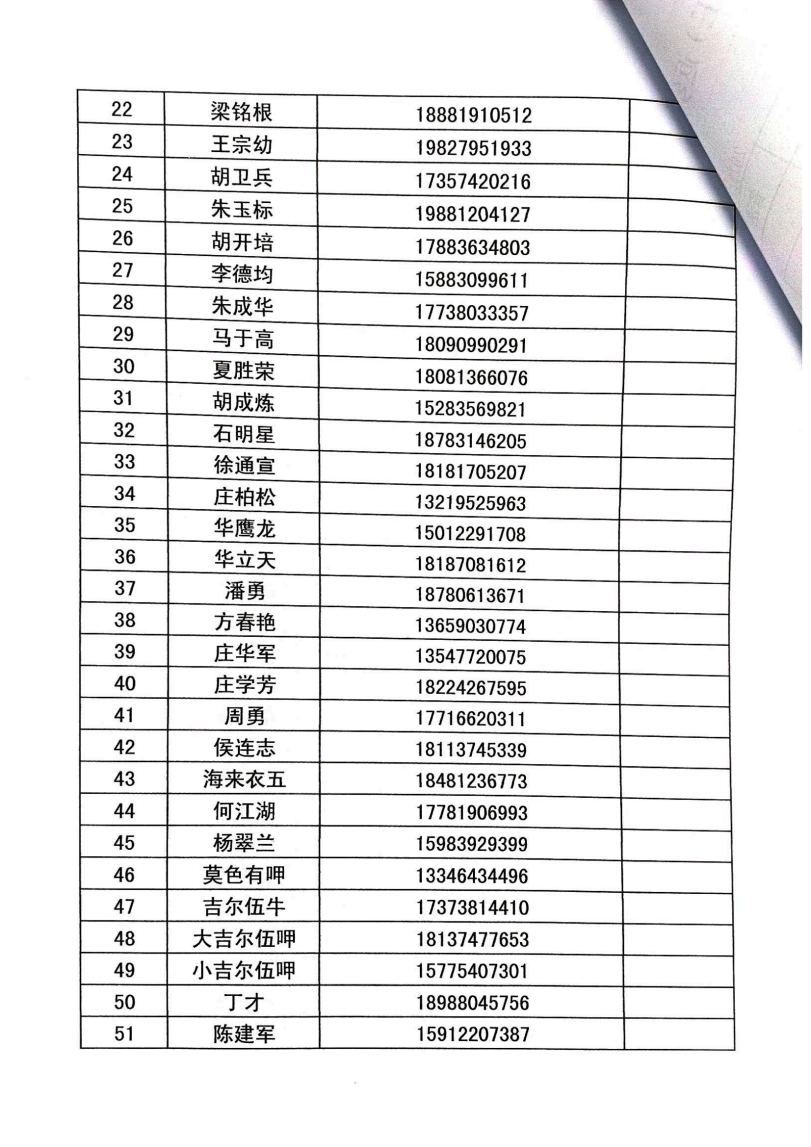 22 梁铭根 18881910512
23 王宗幼 19827951933
24 胡卫兵 17357420216
25 朱玉标 19881204127
26 胡开培 17883634803
27 李德均 15883099611
28 朱成华 17738033357
29 马于高 18090990291
30 夏胜荣 18081366076
31 胡成炼 15283569821
32 石明星 18783146205
33 徐通宣 18181705207
34 庄柏松 13219525963
35 华鹰龙 15012291708
36 华立天 18187081612
37 潘勇 18780613671
38 方春艳 13659030774
39 庄华军 13547720075
40 庄学芳 18224267595
41 周勇 17716620311
42 侯连志 18113745339
43 海来衣五 18481236773
44 何江湖 17781906993
45 杨翠兰 15983929399
46 莫色有呷 13346434496
47 吉尔伍牛 17373814410
48 大吉尔伍呷 18137477653
49 小吉尔伍呷 15775407301
50 丁才 18988045756
51 陈建军 15912207387